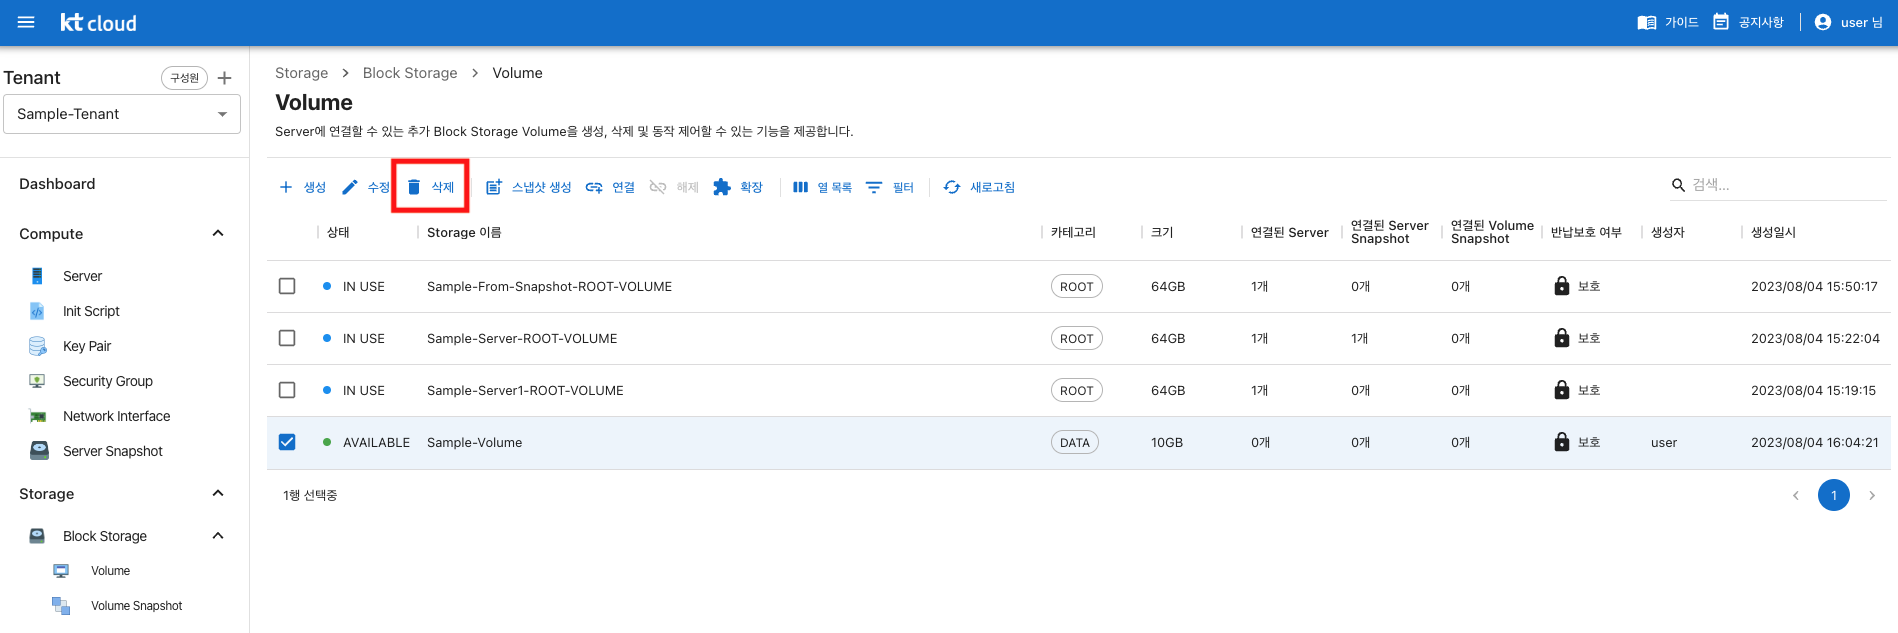 kt cloud
가이드
공지사항
user 님
Tenant
구성원
Sample-Tenant
Dashboard
Compute
Server
Init Script
Key Pair
Security Group
Network Interface
Server Snapshot
Storage
Block Storage
Volume
Volume Snapshot
Storage > Block Storage > Volume
Volume
Server에 연결할 수 있는 추가 Block Storage Volume을 생성, 삭제 및 동작 제어할 수 있는 기능을 제공합니다.
생성 수정 삭제 스냅샷 생성 연결 해제 확장 열 목록 필터 새로고침
검색...
상태 Storage 이름 카테고리 크기 연결된 Server 연결된 Server Snapshot 연결된 Volume Snapshot 반납보호 여부 생성자 생성일시
IN USE Sample-From-Snapshot-ROOT-VOLUME ROOT 64GB 1개 0개 0개 보호 2023/08/04 15:50:17
IN USE Sample-Server-ROOT-VOLUME ROOT 64GB 1개 1개 0개 보호 2023/08/04 15:22:04
IN USE Sample-Server1-ROOT-VOLUME ROOT 64GB 1개 0개 0개 보호 2023/08/04 15:19:15
AVAILABLE Sample-Volume DATA 10GB 0개 0개 0개 보호 user 2023/08/04 16:04:21
1행 선택중
1